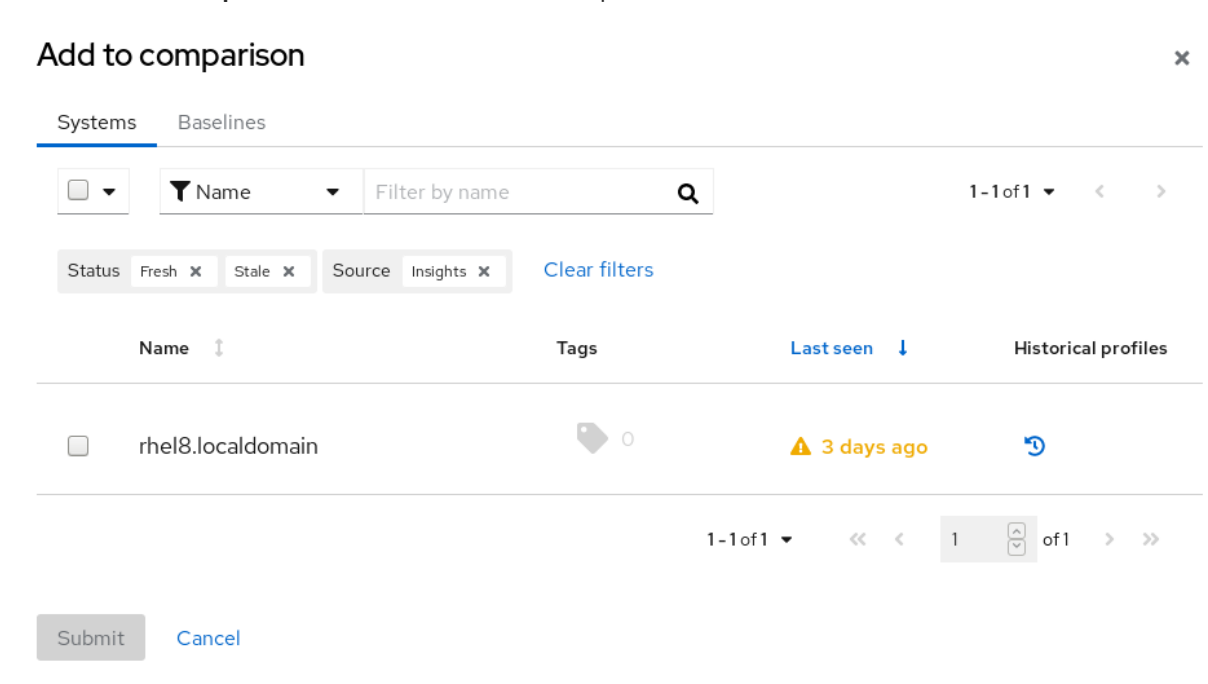 Add to comparison
Systems Baselines
Name Filter by name 1-1 of 1
Status Fresh Stale Source Insights Clear filters
Name Tags Last seen Historical profiles
rhel8.localdomain 0 3 days ago
1-1 of 1 1 of 1
Submit Cancel